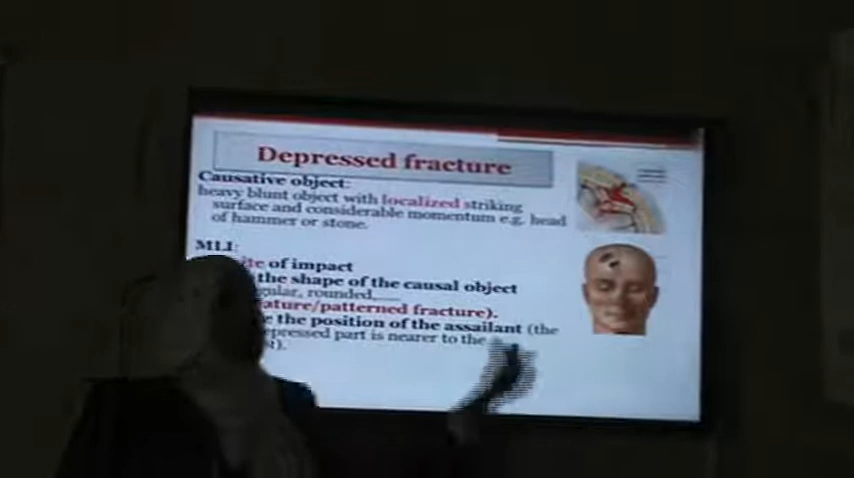 Depressed fracture
Causative object:
heavy blunt object with localized striking
surface and considerable momentum e.g. head
of hammer or stone.
MLI:
of impact
the shape of the causal object
rounded,....
ature/patterned fracture).
the position of the assailant (the
epressed part is nearer to the